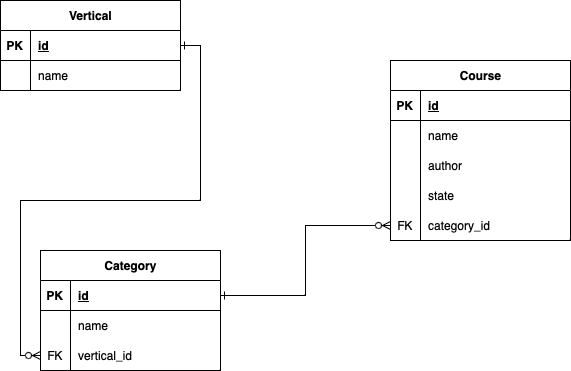 Vertical
PK id
name
Course
PK id
name
author
state
FK category_id
Category
PK id
name
FK vertical_id